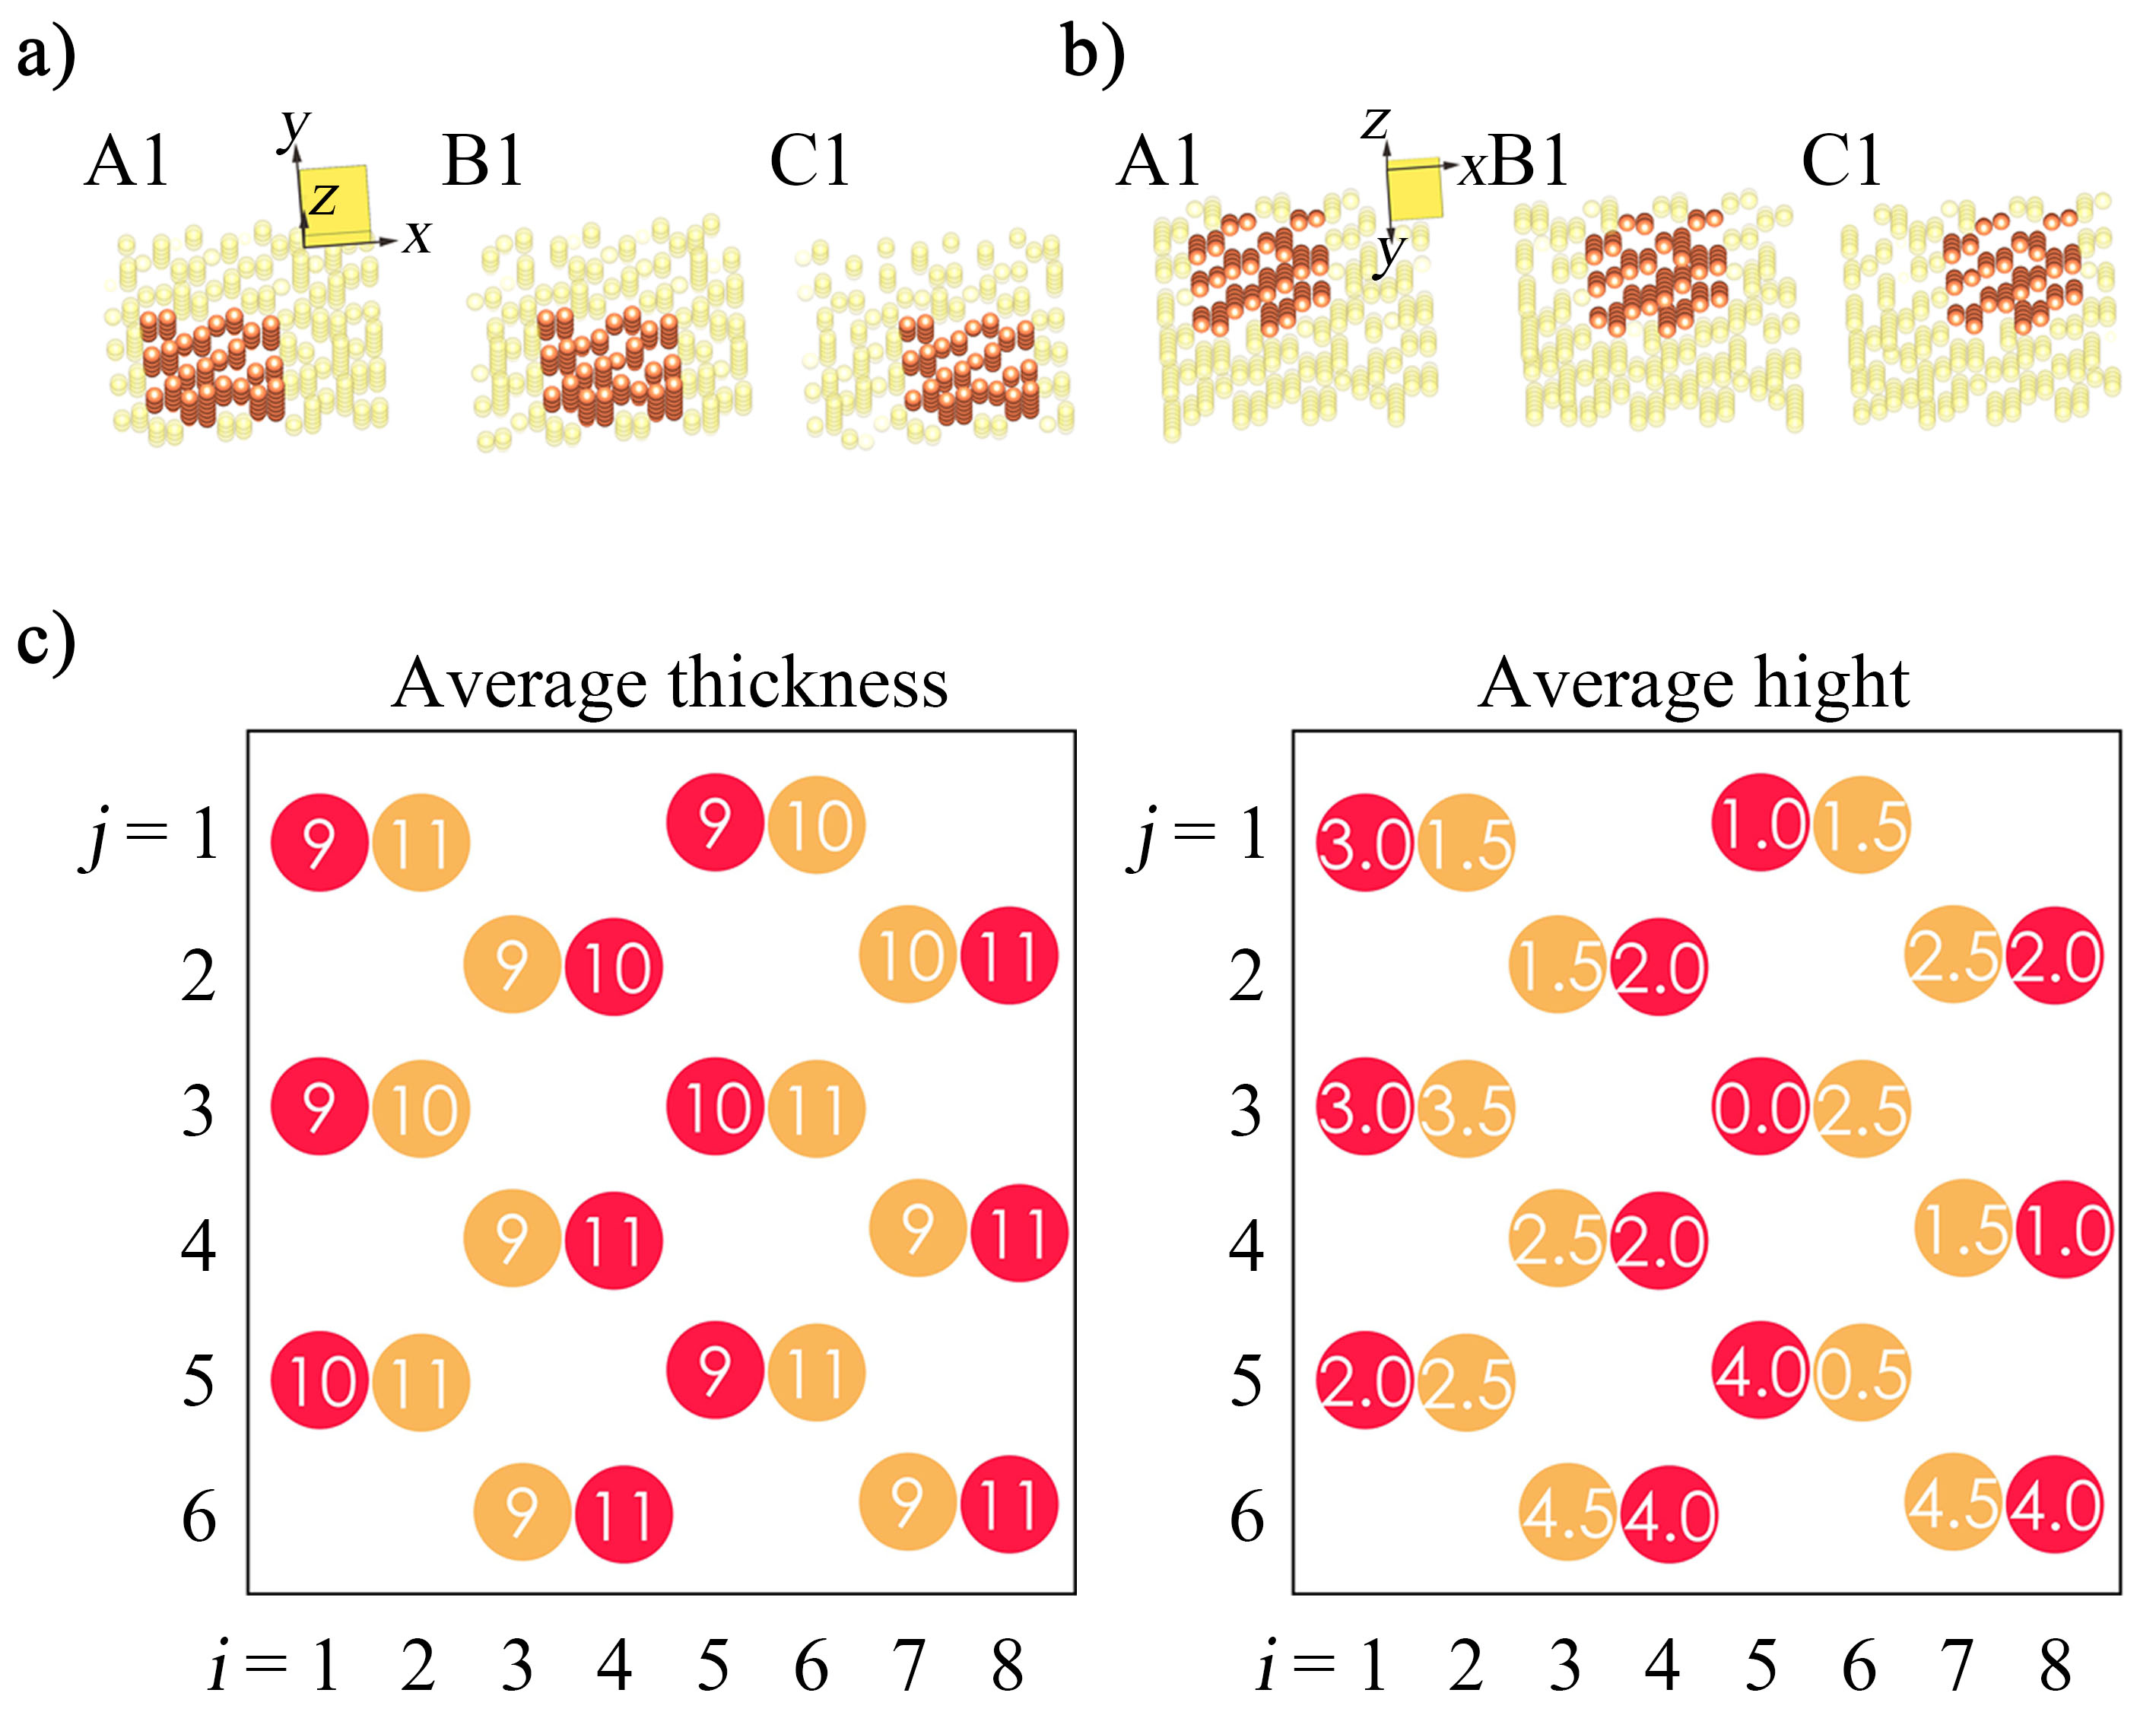 a)
b)
A1
y
z
x
B1
C1
A1
z
x
y
B1
C1
c)
Average thickness
j = 1
9 11 9 10
2
9 10 10 11
3
9 10 10 11
4
9 11 9 11
5
10 11 9 11
6
9 11 9 11
i = 1 2 3 4 5 6 7 8
Average hight
j = 1
3.0 1.5 1.0 1.5
2
1.5 2.0 2.5 2.0
3
3.0 3.5 0.0 2.5
4
2.5 2.0 1.5 1.0
5
2.0 2.5 4.0 0.5
6
4.5 4.0 4.5 4.0
i = 1 2 3 4 5 6 7 8